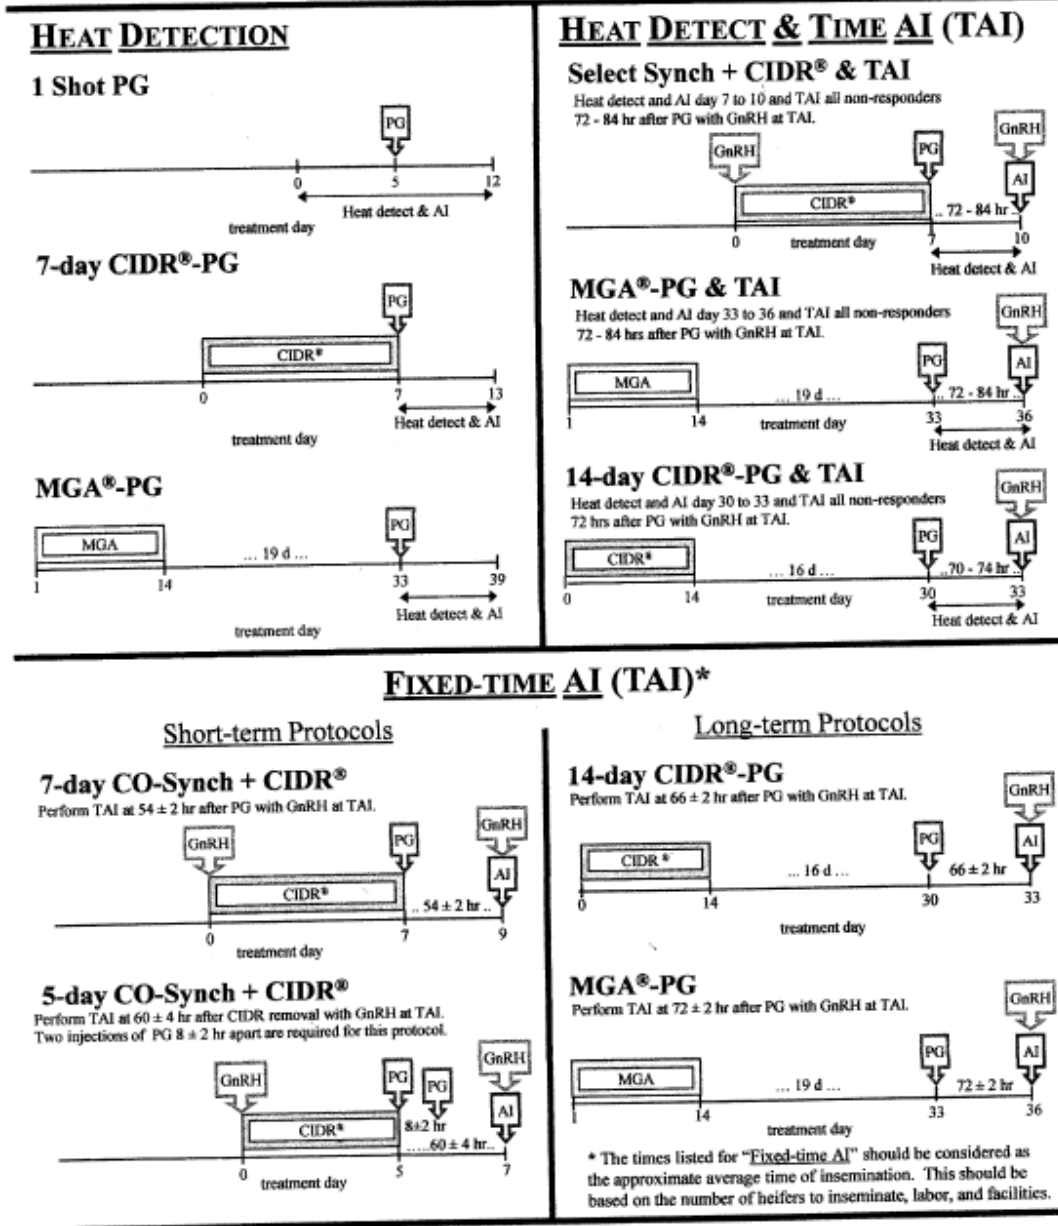 HEAT DETECTION
1 Shot PG
PG
0 5 12
Heat detect & AI
treatment day
7-day CIDR®-PG
PG
CIDR®
0 7 13
Heat detect & AI
treatment day
MGA®-PG
PG
MGA
... 19 d ...
1 14 33 39
Heat detect & AI
treatment day
HEAT DETECT & TIME AI (TAI)
Select Synch + CIDR® & TAI
Heat detect and AI day 7 to 10 and TAI all non-responders
72 - 84 hr after PG with GnRH at TAI.
GnRH PG GnRH
AI
CIDR®
.. 72 - 84 hr ..
0 treatment day 7 10
Heat detect & AI
MGA®-PG & TAI
Heat detect and AI day 33 to 36 and TAI all non-responders
72 - 84 hrs after PG with GnRH at TAI.
GnRH
PG AI
MGA
... 19 d ... .. 72 - 84 hr ..
1 14 treatment day 33 36
Heat detect & AI
14-day CIDR®-PG & TAI
Heat detect and AI day 30 to 33 and TAI all non-responders
72 hrs after PG with GnRH at TAI.
GnRH
PG AI
CIDR®
... 16 d ... ..70 - 74 hr ..
0 14 treatment day 30 33
Heat detect & AI
FIXED-TIME AI (TAI)*
Short-term Protocols
7-day CO-Synch + CIDR®
Perform TAI at 54 ± 2 hr after PG with GnRH at TAI.
GnRH PG GnRH
AI
CIDR®
.. 54 ± 2 hr ..
0 7 9
treatment day
5-day CO-Synch + CIDR®
Perform TAI at 60 ± 4 hr after CIDR removal with GnRH at TAI.
Two injections of PG 8 ± 2 hr apart are required for this protocol.
GnRH PG PG GnRH
AI
CIDR®
8±2 hr
.....60 ± 4 hr..
0 5 7
treatment day
Long-term Protocols
14-day CIDR®-PG
Perform TAI at 66 ± 2 hr after PG with GnRH at TAI.
GnRH
PG AI
CIDR®
... 16 d ... 66 ± 2 hr
0 14 30 33
treatment day
MGA®-PG
Perform TAI at 72 ± 2 hr after PG with GnRH at TAI.
GnRH
PG AI
MGA
... 19 d ... 72 ± 2 hr
1 14 33 36
treatment day
* The times listed for "Fixed-time AI" should be considered as
the approximate average time of insemination. This should be
based on the number of heifers to inseminate, labor, and facilities.